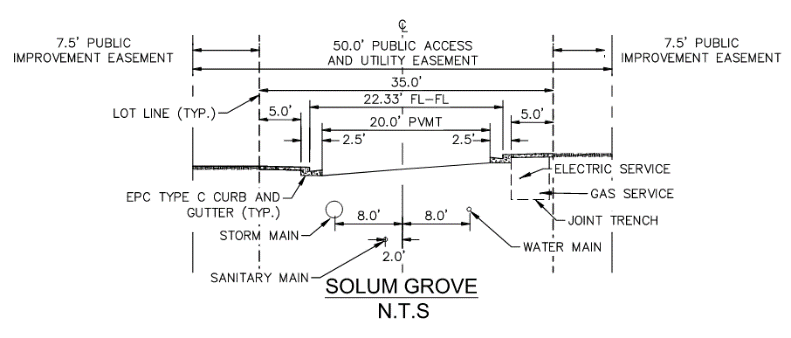 ℄
7.5' PUBLIC
IMPROVEMENT EASEMENT
50.0' PUBLIC ACCESS
AND UTILITY EASEMENT
7.5' PUBLIC
IMPROVEMENT EASEMENT
35.0'
LOT LINE (TYP.)
5.0'
22.33' FL-FL
5.0'
20.0' PVMT
2.5'
2.5'
ELECTRIC SERVICE
EPC TYPE C CURB AND
GUTTER (TYP.)
GAS SERVICE
JOINT TRENCH
8.0'
8.0'
STORM MAIN
WATER MAIN
2.0'
SANITARY MAIN
SOLUM GROVE
N.T.S